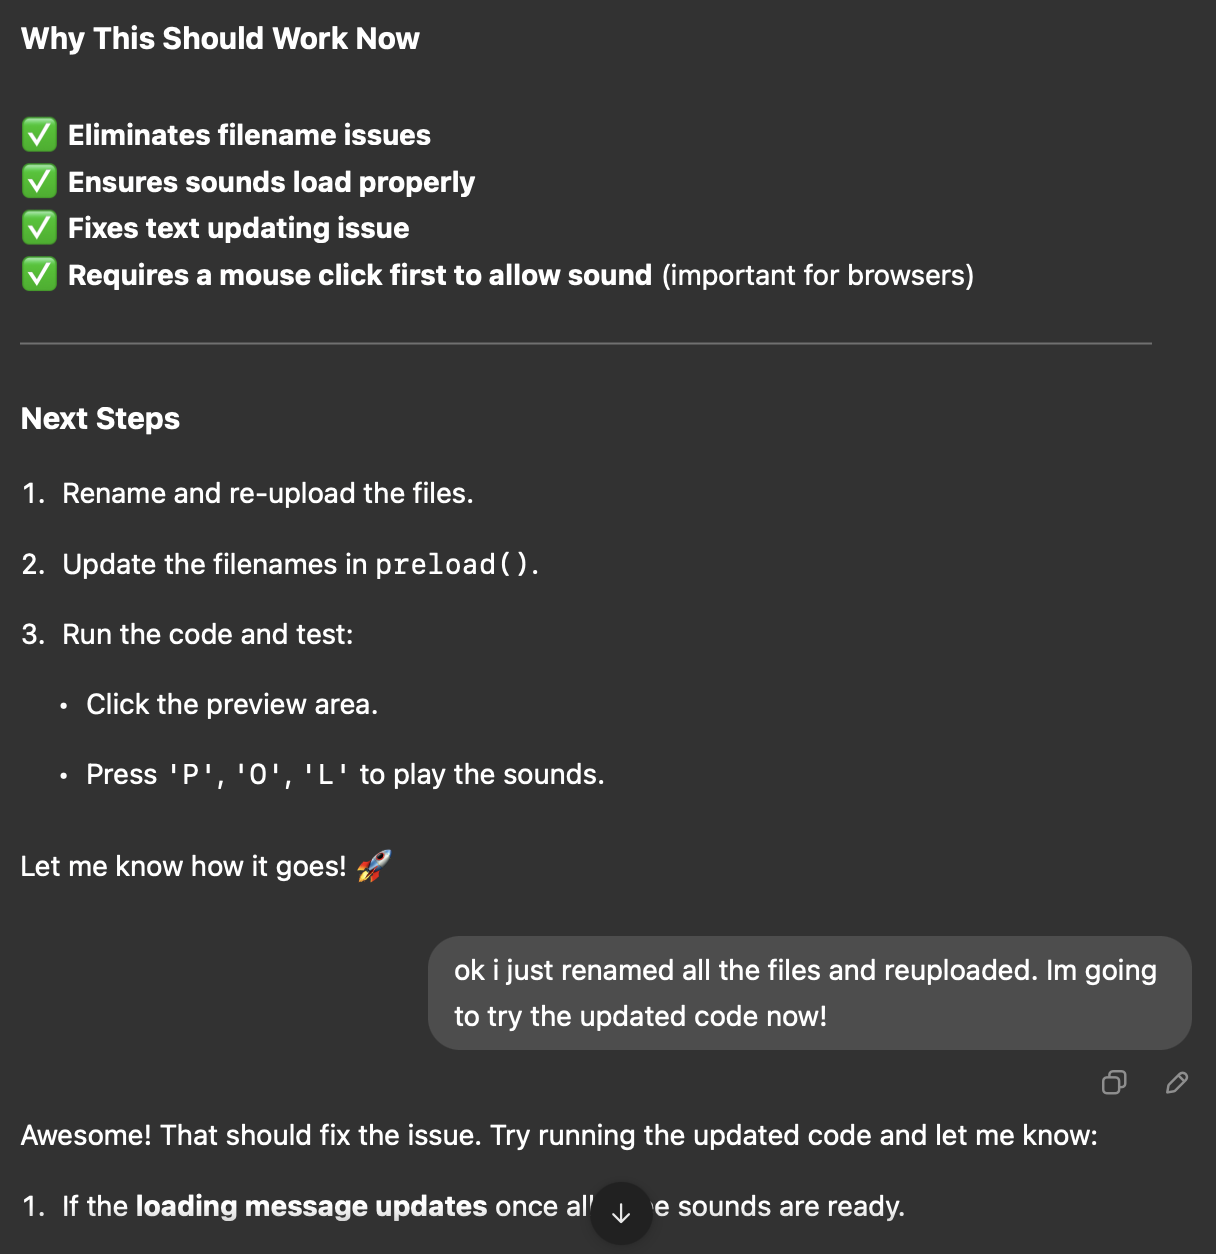 Why This Should Work Now
✅ Eliminates filename issues
✅ Ensures sounds load properly
✅ Fixes text updating issue
✅ Requires a mouse click first to allow sound (important for browsers)
Next Steps
1. Rename and re-upload the files.
2. Update the filenames in preload().
3. Run the code and test:
• Click the preview area.
• Press 'P', 'O', 'L' to play the sounds.
Let me know how it goes! 🚀
ok i just renamed all the files and reuploaded. Im going
to try the updated code now!
Awesome! That should fix the issue. Try running the updated code and let me know:
1. If the loading message updates once all sounds are ready.